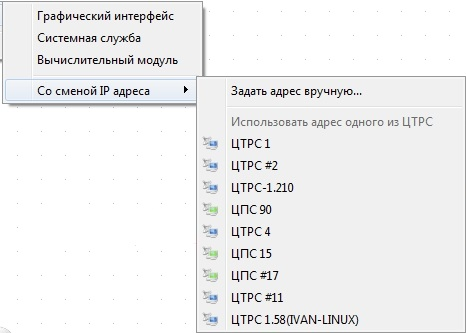 Графический интерфейс
Системная служба
Вычислительный модуль
Со сменой IP адреса
Задать адрес вручную...
Использовать адрес одного из ЦТРС
ЦТРС 1
ЦТРС #2
ЦТРС-1.210
ЦПС 90
ЦТРС 4
ЦПС 15
ЦПС #17
ЦТРС #11
ЦТРС 1.58(IVAN-LINUX)